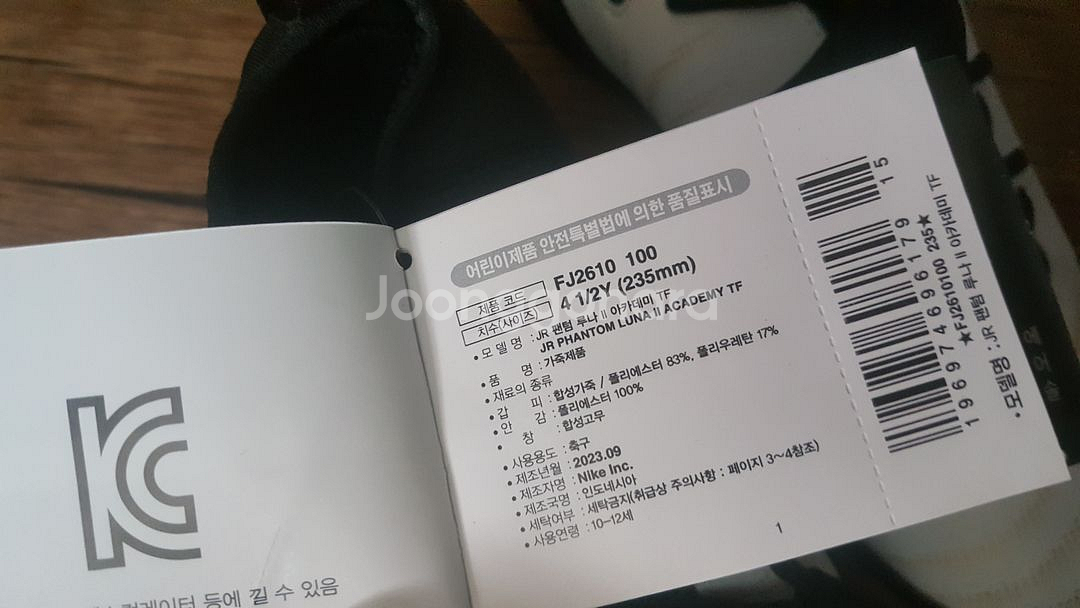 KC
컬레이터 등에 낄 수 있음
어린이제품 안전특별법에 의한 품질표시
제품 코드 FJ2610 100
치수(사이즈) 4 1/2Y (235mm)
• 모 델 명 : JR 팬텀 루나 II 아카데미 TF
JR PHANTOM LUNA II ACADEMY TF
• 품 명 : 가죽제품
• 재료의 종류
• 갑 피 : 합성가죽 / 폴리에스터 83%, 폴리우레탄 17%
• 안 감 : 폴리에스터 100%
• 창 : 합성고무
• 사용용도 : 축구
• 제조년월 : 2023.09
• 제조자명 : Nike Inc.
• 제조국명 : 인도네시아
• 세탁여부 : 세탁금지(취급상 주의사항 : 페이지 3~4참조)
• 사용연령 : 10-12세
1
15
196974696179
★FJ2610100 235★
• 모델명 : JR 팬텀 루나 II 아카데미 TF
Joonggonara